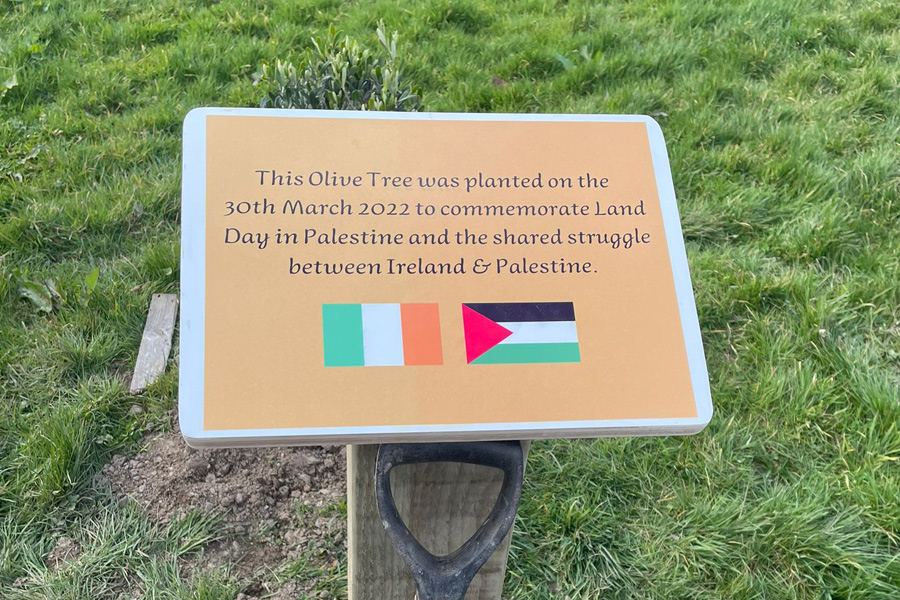 This Olive Tree was planted on the
30th March 2022 to commemorate Land
Day in Palestine and the shared struggle
between Ireland & Palestine.